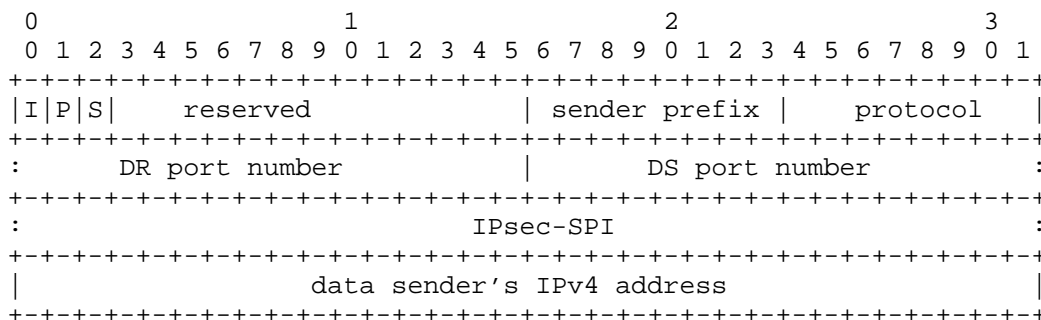 0                   1                   2                   3
 0 1 2 3 4 5 6 7 8 9 0 1 2 3 4 5 6 7 8 9 0 1 2 3 4 5 6 7 8 9 0 1
+-+-+-+-+-+-+-+-+-+-+-+-+-+-+-+-+-+-+-+-+-+-+-+-+-+-+-+-+-+-+-+-+
|I|P|S|    reserved             | sender prefix |    protocol   |
+-+-+-+-+-+-+-+-+-+-+-+-+-+-+-+-+-+-+-+-+-+-+-+-+-+-+-+-+-+-+-+-+
:      DR port number           |       DS port number          :
+-+-+-+-+-+-+-+-+-+-+-+-+-+-+-+-+-+-+-+-+-+-+-+-+-+-+-+-+-+-+-+-+
:                            IPsec-SPI                          :
+-+-+-+-+-+-+-+-+-+-+-+-+-+-+-+-+-+-+-+-+-+-+-+-+-+-+-+-+-+-+-+-+
|                  data sender's IPv4 address                   |
+-+-+-+-+-+-+-+-+-+-+-+-+-+-+-+-+-+-+-+-+-+-+-+-+-+-+-+-+-+-+-+-+